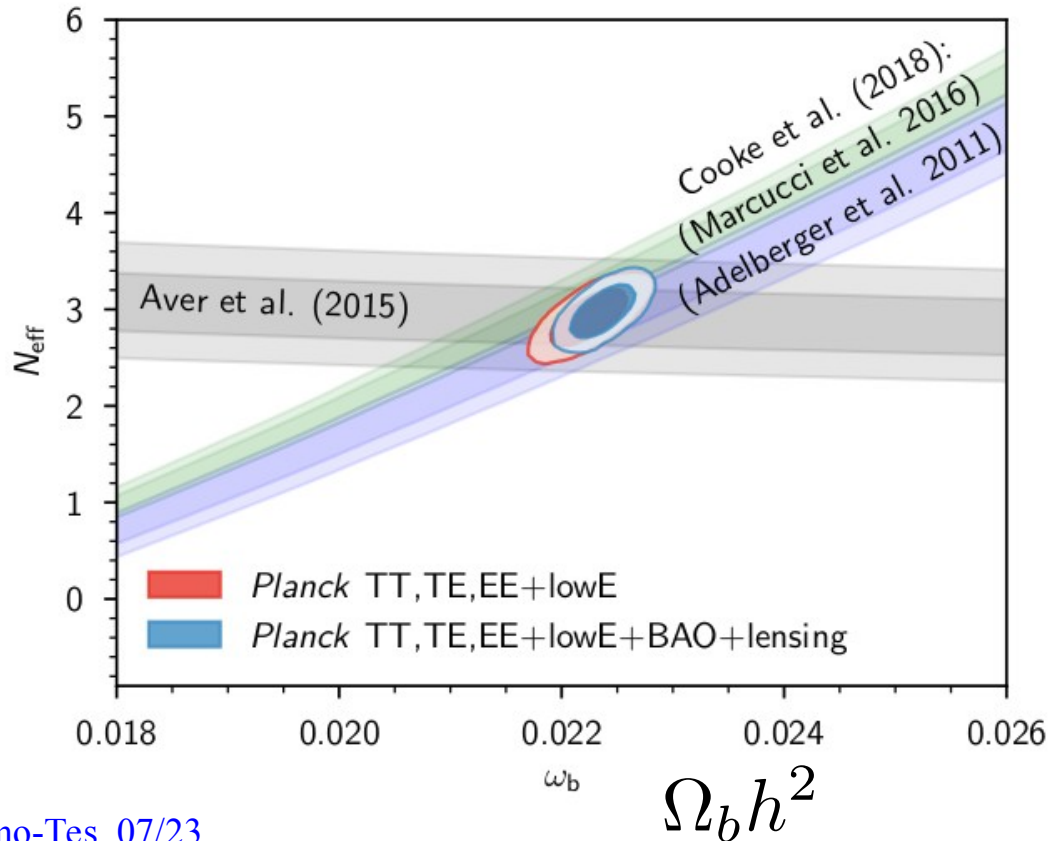 6
5
4
3
2
1
0
N_eff
Cooke et al. (2018):
(Marcucci et al. 2016)
(Adelberger et al. 2011)
Aver et al. (2015)
Planck TT,TE,EE+lowE
Planck TT,TE,EE+lowE+BAO+lensing
0.018 0.020 0.022 0.024 0.026
ω_b
Ω_b h²
no-Tes 07/23